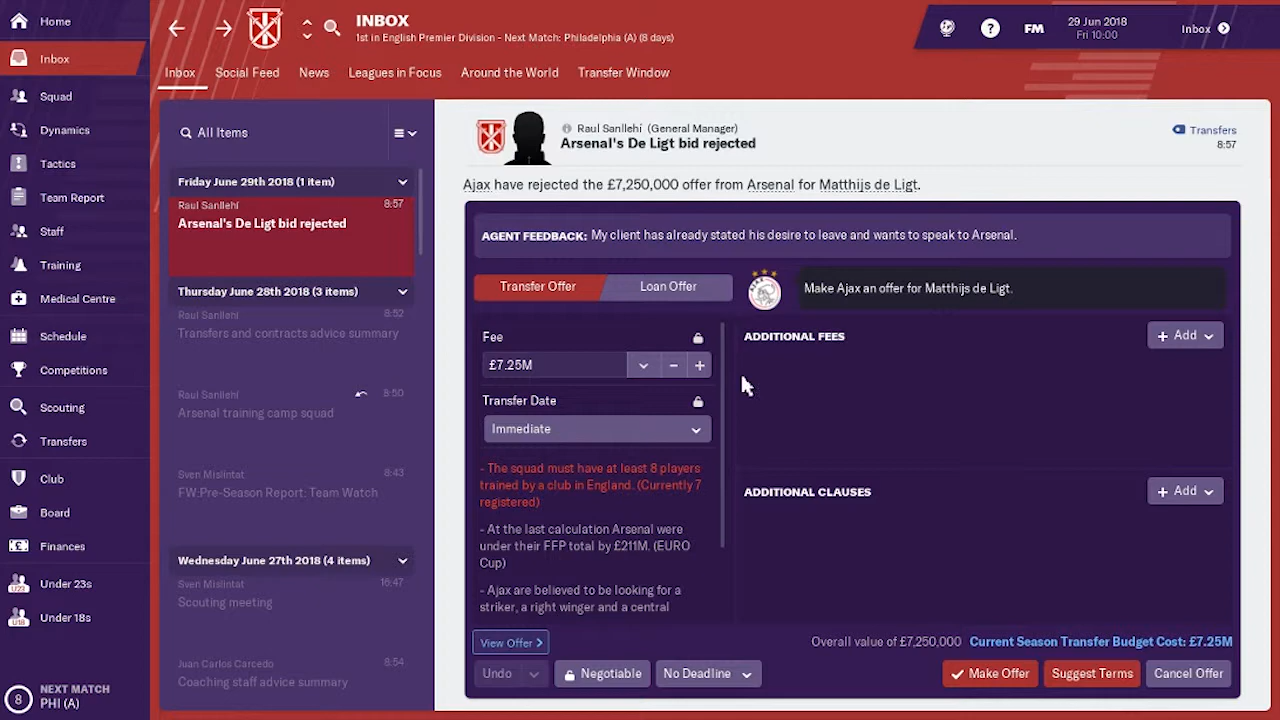 Home
Inbox
Squad
Dynamics
Tactics
Team Report
Staff
Training
Medical Centre
Schedule
Competitions
Scouting
Transfers
Club
Board
Finances
U23
Under 23s
U18
Under 18s
8
NEXT MATCH
PHI (A)
INBOX
1st in English Premier Division - Next Match: Philadelphia (A) (8 days)
?
FM
29 Jun 2018
Fri 10:00
Inbox
Inbox
Social Feed
News
Leagues in Focus
Around the World
Transfer Window
All Items
Friday June 29th 2018 (1 item)
Raul Sanllehí 8:57
Arsenal's De Ligt bid rejected
Thursday June 28th 2018 (3 items)
Raul Sanllehí 8:52
Transfers and contracts advice summary
Raul Sanllehí 8:50
Arsenal training camp squad
Sven Mislintat 8:43
FW:Pre-Season Report: Team Watch
Wednesday June 27th 2018 (4 items)
Sven Mislintat 16:47
Scouting meeting
Juan Carlos Carcedo 8:54
Coaching staff advice summary
Raul Sanllehí (General Manager)
Arsenal's De Ligt bid rejected
Transfers
8:57
Ajax have rejected the £7,250,000 offer from Arsenal for Matthijs de Ligt.
AGENT FEEDBACK: My client has already stated his desire to leave and wants to speak to Arsenal.
Transfer Offer
Loan Offer
Make Ajax an offer for Matthijs de Ligt.
Fee
£7.25M
Transfer Date
Immediate
- The squad must have at least 8 players
trained by a club in England. (Currently 7
registered)
- At the last calculation Arsenal were
under their FFP total by £211M. (EURO
Cup)
- Ajax are believed to be looking for a
striker, a right winger and a central
ADDITIONAL FEES
+ Add
ADDITIONAL CLAUSES
+ Add
View Offer
Overall value of £7,250,000 Current Season Transfer Budget Cost: £7.25M
Undo
Negotiable
No Deadline
Make Offer
Suggest Terms
Cancel Offer